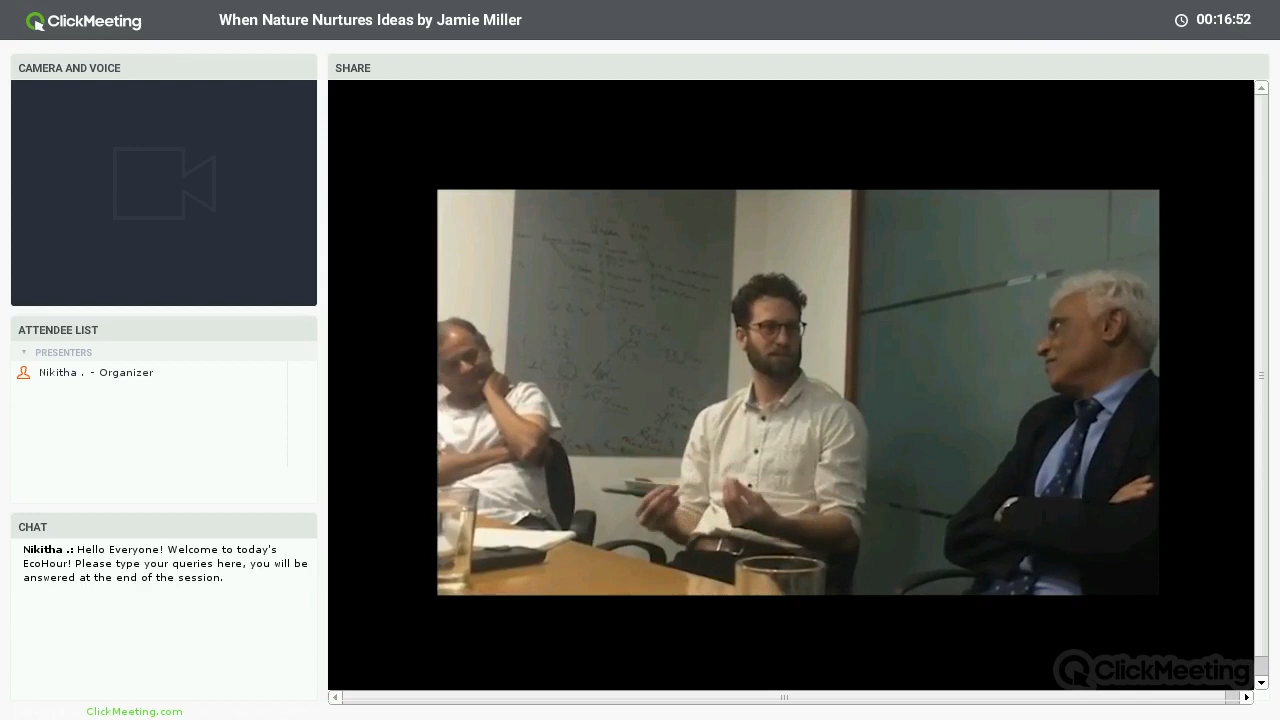 ClickMeeting
When Nature Nurtures Ideas by Jamie Miller
00:16:52
CAMERA AND VOICE
SHARE
ATTENDEE LIST
PRESENTERS
Nikitha . - Organizer
CHAT
Nikitha .: Hello Everyone! Welcome to today's
EcoHour! Please type your queries here, you will be
answered at the end of the session.
ClickMeeting
ClickMeeting.com